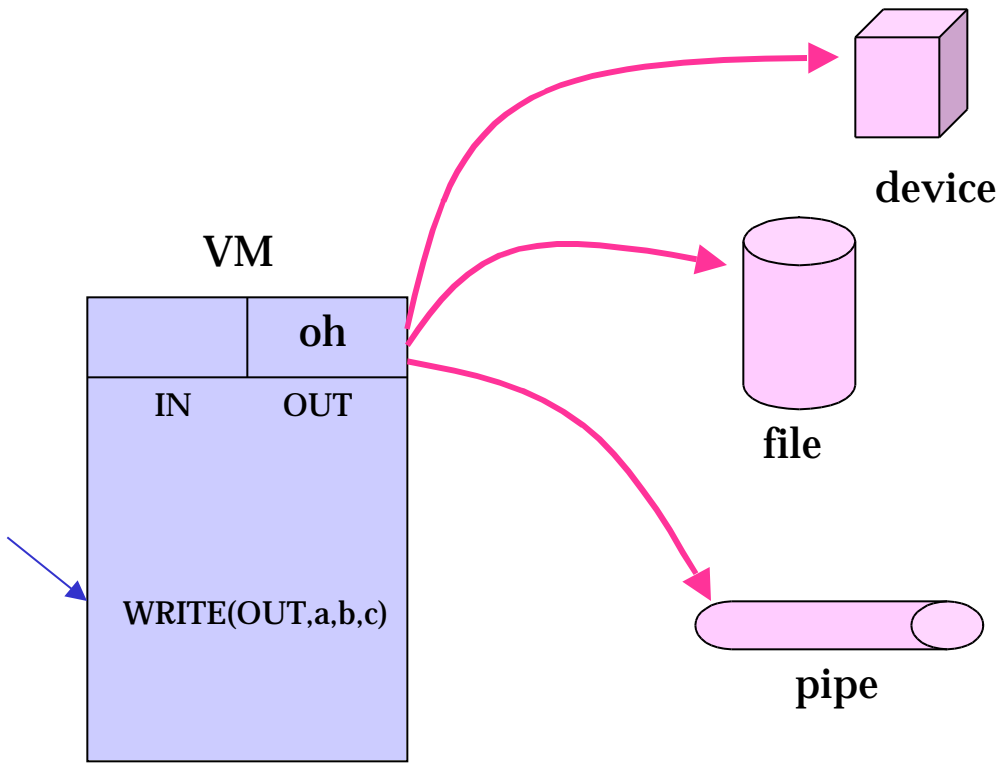 device
VM
oh
IN OUT
file
WRITE(OUT,a,b,c)
pipe